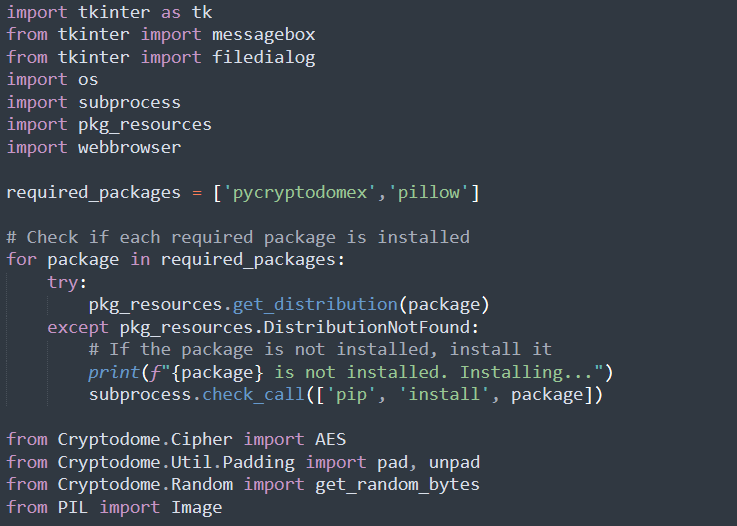 import tkinter as tk
from tkinter import messagebox
from tkinter import filedialog
import os
import subprocess
import pkg_resources
import webbrowser
required_packages = ['pycryptodomex','pillow']
# Check if each required package is installed
for package in required_packages:
    try:
        pkg_resources.get_distribution(package)
    except pkg_resources.DistributionNotFound:
        # If the package is not installed, install it
        print(f"{package} is not installed. Installing...")
        subprocess.check_call(['pip', 'install', package])
from Cryptodome.Cipher import AES
from Cryptodome.Util.Padding import pad, unpad
from Cryptodome.Random import get_random_bytes
from PIL import Image